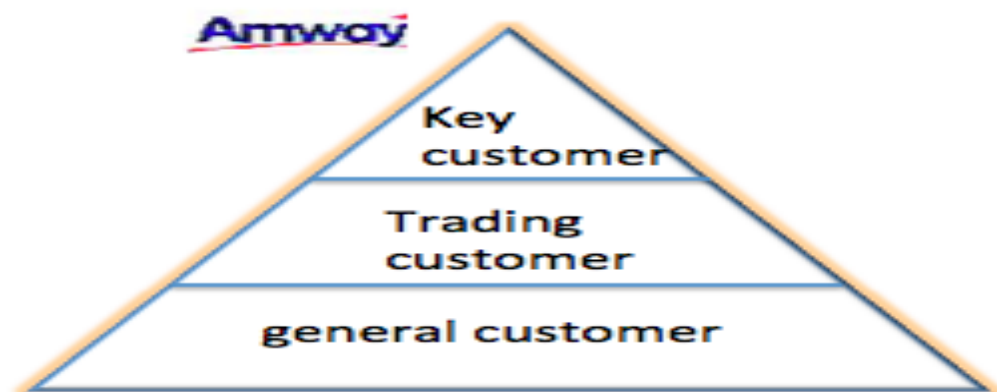 Amway
Key
customer
Trading
customer
general customer